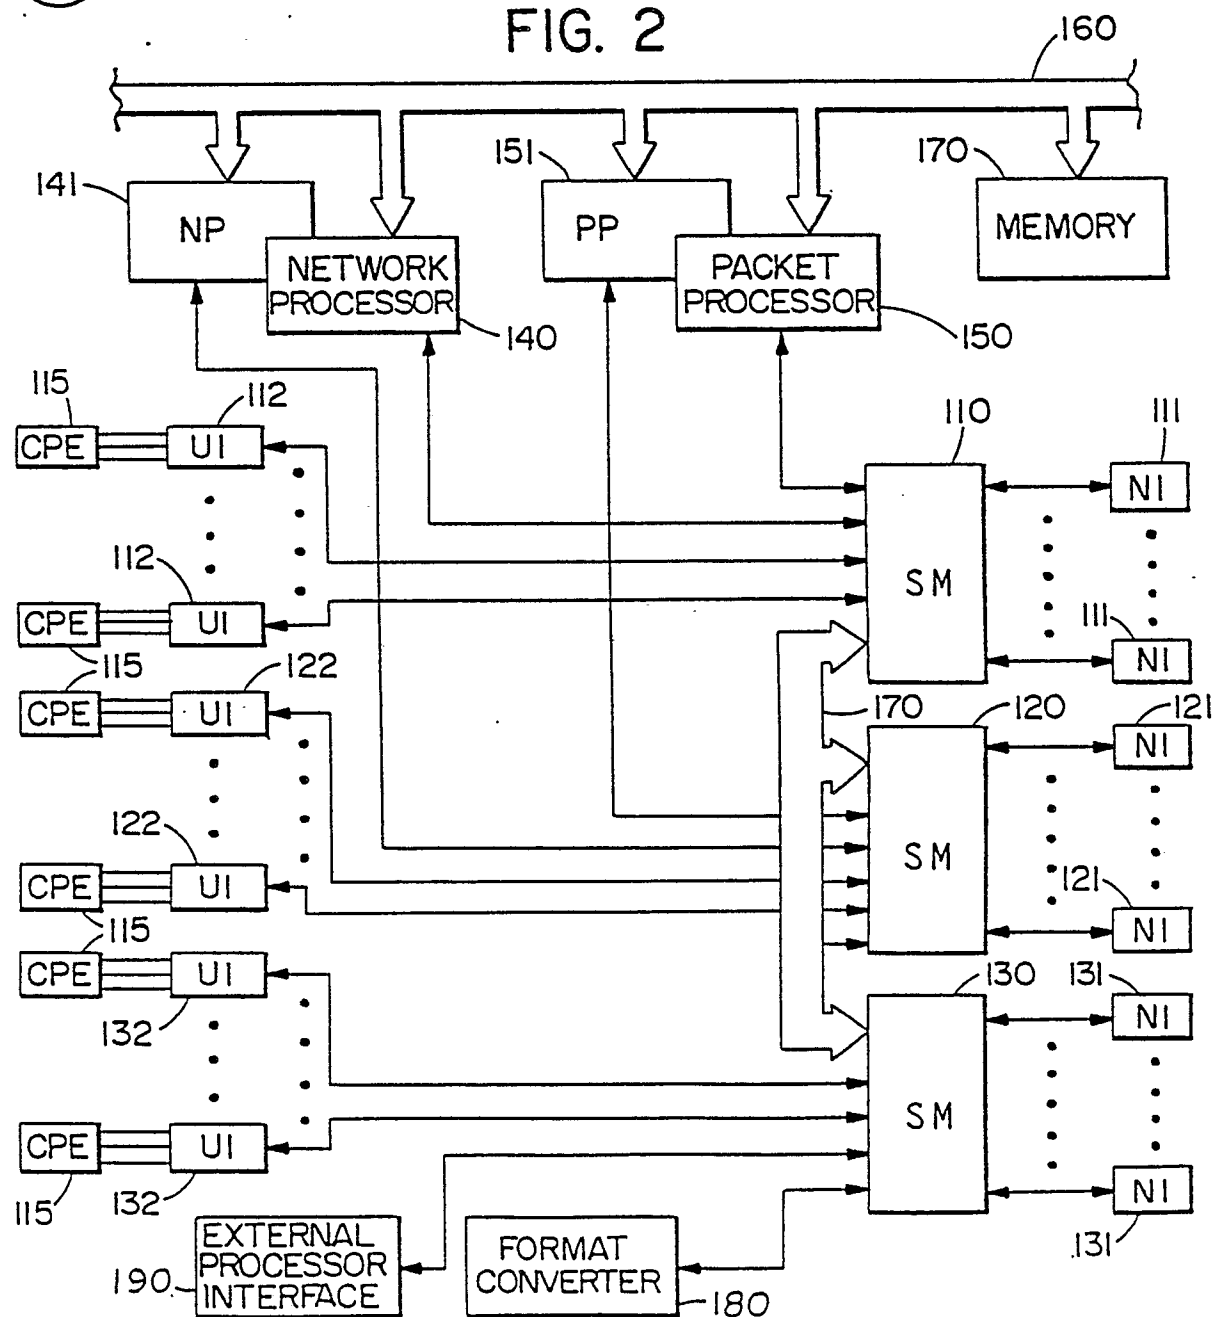 FIG. 2
160
141
NP
NETWORK
PROCESSOR
140
151
PP
PACKET
PROCESSOR
150
170
MEMORY
115
CPE
112
UI
110
SM
111
NI
112
CPE
UI
111
NI
115
122
CPE
UI
170
120
121
NI
122
CPE
UI
SM
121
NI
115
CPE
UI
132
130
131
NI
SM
CPE
UI
115
132
NI
131
EXTERNAL
PROCESSOR
INTERFACE
190
FORMAT
CONVERTER
180